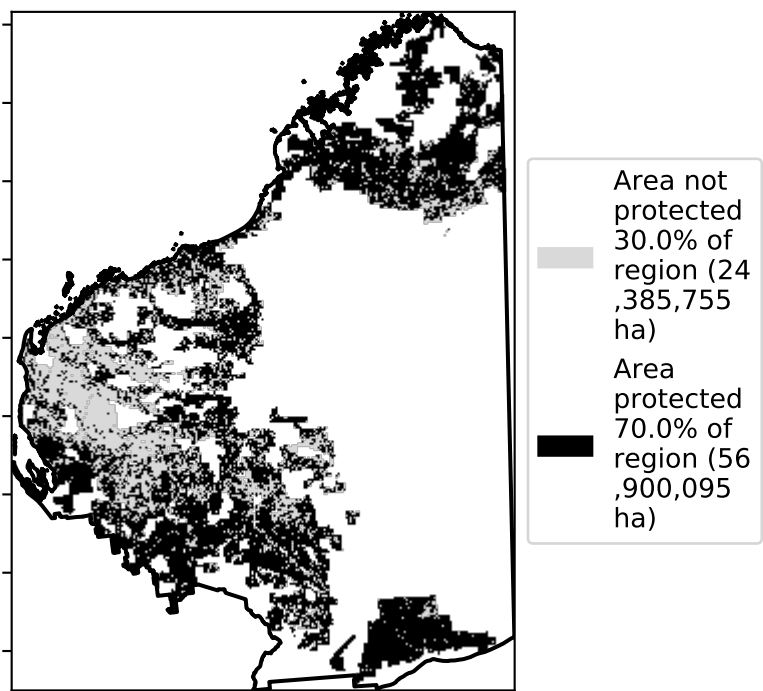 Area not
protected
30.0% of
region (24
,385,755
ha)
Area
protected
70.0% of
region (56
,900,095
ha)